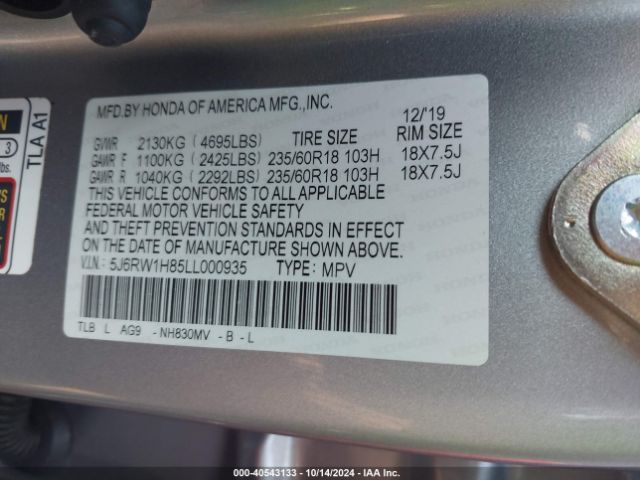 MFD.BY HONDA OF AMERICA MFG.,INC.
12/'19
GVWR 2130KG ( 4695LBS) TIRE SIZE RIM SIZE
GAWR F 1100KG ( 2425LBS) 235/60R18 103H 18X7.5J
GAWR R 1040KG ( 2292LBS) 235/60R18 103H 18X7.5J
THIS VEHICLE CONFORMS TO ALL APPLICABLE
FEDERAL MOTOR VEHICLE SAFETY
AND THEFT PREVENTION STANDARDS IN EFFECT
ON THE DATE OF MANUFACTURE SHOWN ABOVE.
V.I.N.: 5J6RW1H85LL000935 TYPE: MPV
TLB L AG9 -NH830MV -B -L
TLA A1
3
lbs.
000-40543133 - 10/14/2024 - IAA Inc.